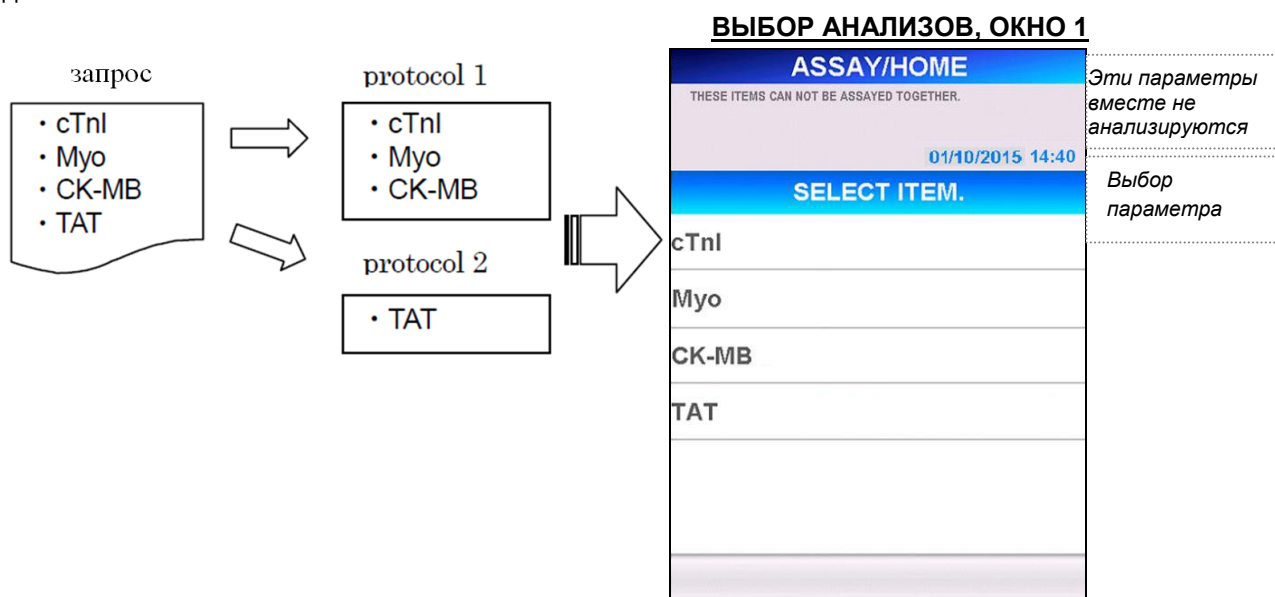 ВЫБОР АНАЛИЗОВ, ОКНО 1
запрос
・cTnI
・Myo
・CK-MB
・TAT
protocol 1
・cTnI
・Myo
・CK-MB
protocol 2
・TAT
ASSAY/HOME
THESE ITEMS CAN NOT BE ASSAYED TOGETHER.
01/10/2015 14:40
SELECT ITEM.
cTnI
Myo
CK-MB
TAT
Эти параметры
вместе не
анализируются
Выбор
параметра